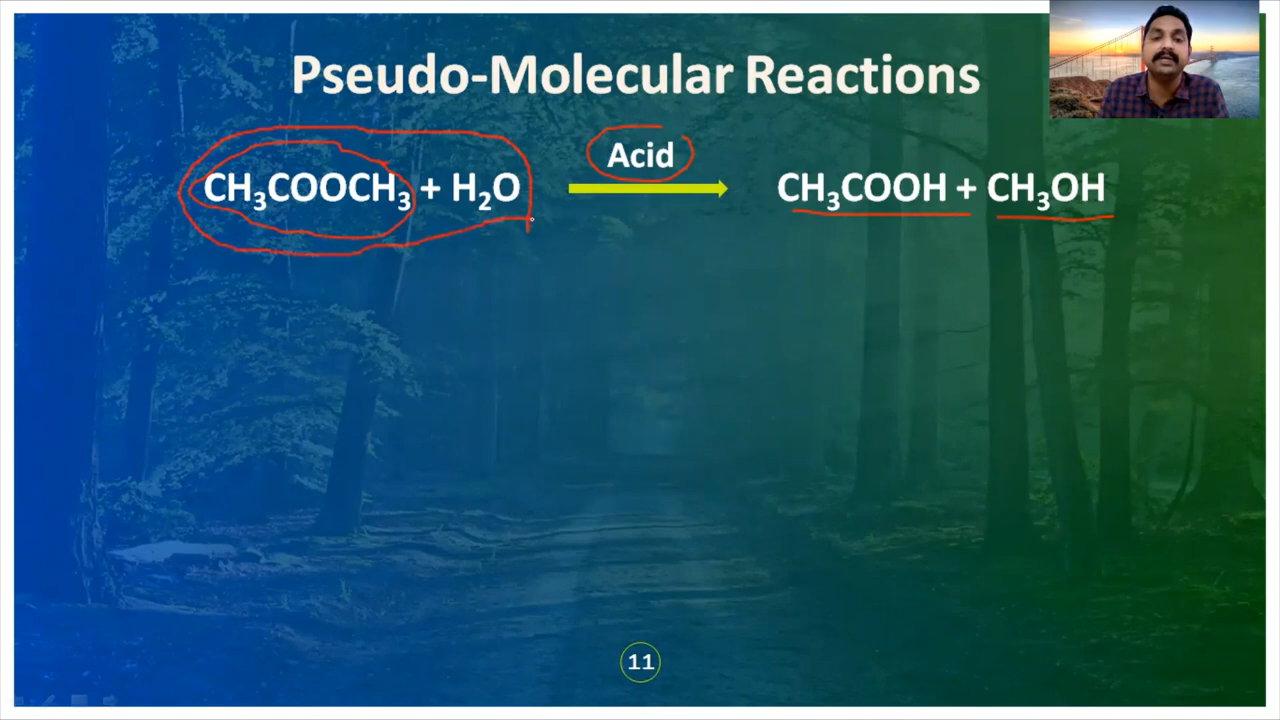 Pseudo-Molecular Reactions
Acid
CH₃COOCH₃ + H₂O CH₃COOH + CH₃OH
11